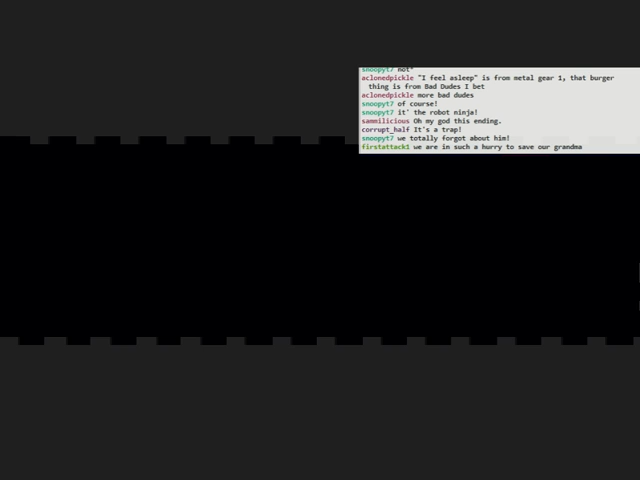 snoopyt7 not*
aclonedpickle "I feel asleep" is from metal gear 1, that burger
thing is from Bad Dudes I bet
aclonedpickle more bad dudes
snoopyt7 of course!
snoopyt7 it' the robot ninja!
sammilicious Oh my god this ending.
corrupt_half It's a trap!
snoopyt7 we totally forgot about him!
firstattack1 we are in such a hurry to save our grandma